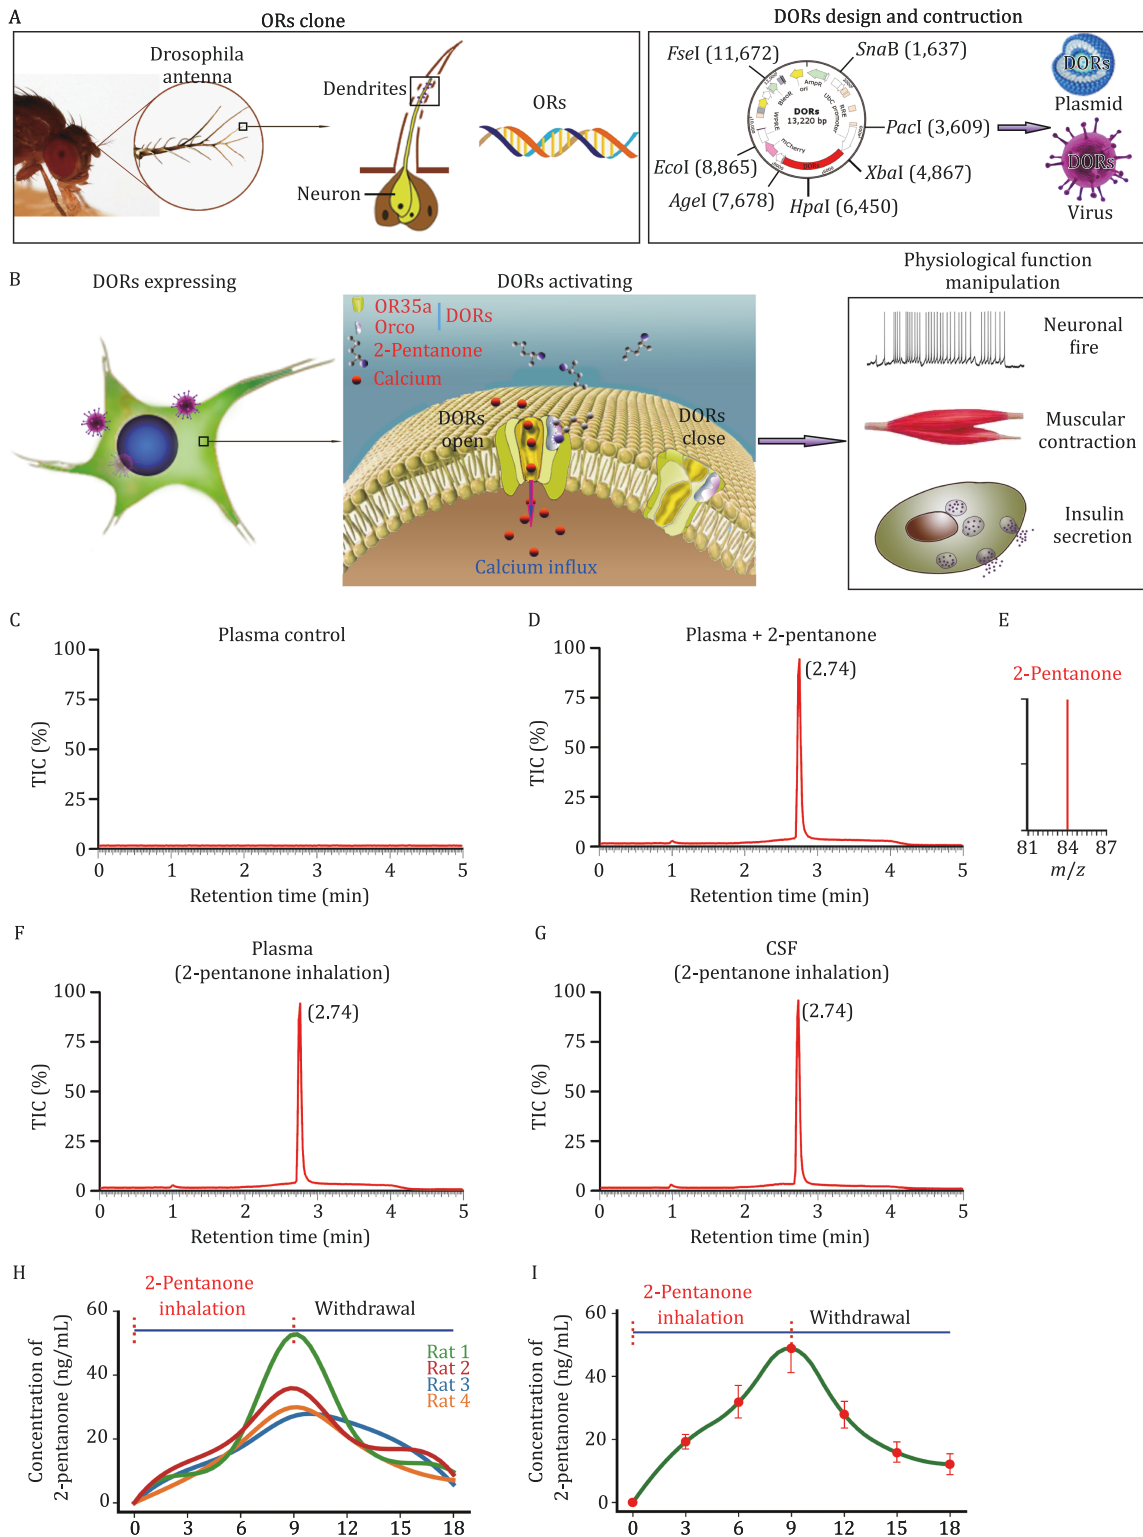 A
ORs clone
DORs design and contruction
Drosophila
antenna
Dendrites
ORs
Neuron
FseI (11,672)
SnaB (1,637)
PacI (3,609)
XbaI (4,867)
HpaI (6,450)
AgeI (7,678)
EcoI (8,865)
AmpR
ori
BleoR
UbC promoter
RRE
WPRE
mCherry
DORs
13,220 bp
DORs
DORs
Plasmid
DORs
Virus
B
DORs expressing
DORs activating
Physiological function
manipulation
OR35a
Orco
DORs
2-Pentanone
Calcium
DORs
open
DORs
close
Calcium influx
Neuronal
fire
Muscular
contraction
Insulin
secretion
C
Plasma control
TIC (%)
100
75
50
25
0
0 1 2 3 4 5
Retention time (min)
D
Plasma + 2-pentanone
(2.74)
TIC (%)
100
75
50
25
0
0 1 2 3 4 5
Retention time (min)
E
2-Pentanone
81 84 87
m/z
F
Plasma
(2-pentanone inhalation)
(2.74)
TIC (%)
100
75
50
25
0
0 1 2 3 4 5
Retention time (min)
G
CSF
(2-pentanone inhalation)
(2.74)
TIC (%)
100
75
50
25
0
0 1 2 3 4 5
Retention time (min)
H
2-Pentanone
inhalation
Withdrawal
Rat 1
Rat 2
Rat 3
Rat 4
Concentration of
2-pentanone (ng/mL)
60
40
20
0
0 3 6 9 12 15 18
I
2-Pentanone
inhalation
Withdrawal
Concentration of
2-pentanone (ng/mL)
60
40
20
0
0 3 6 9 12 15 18